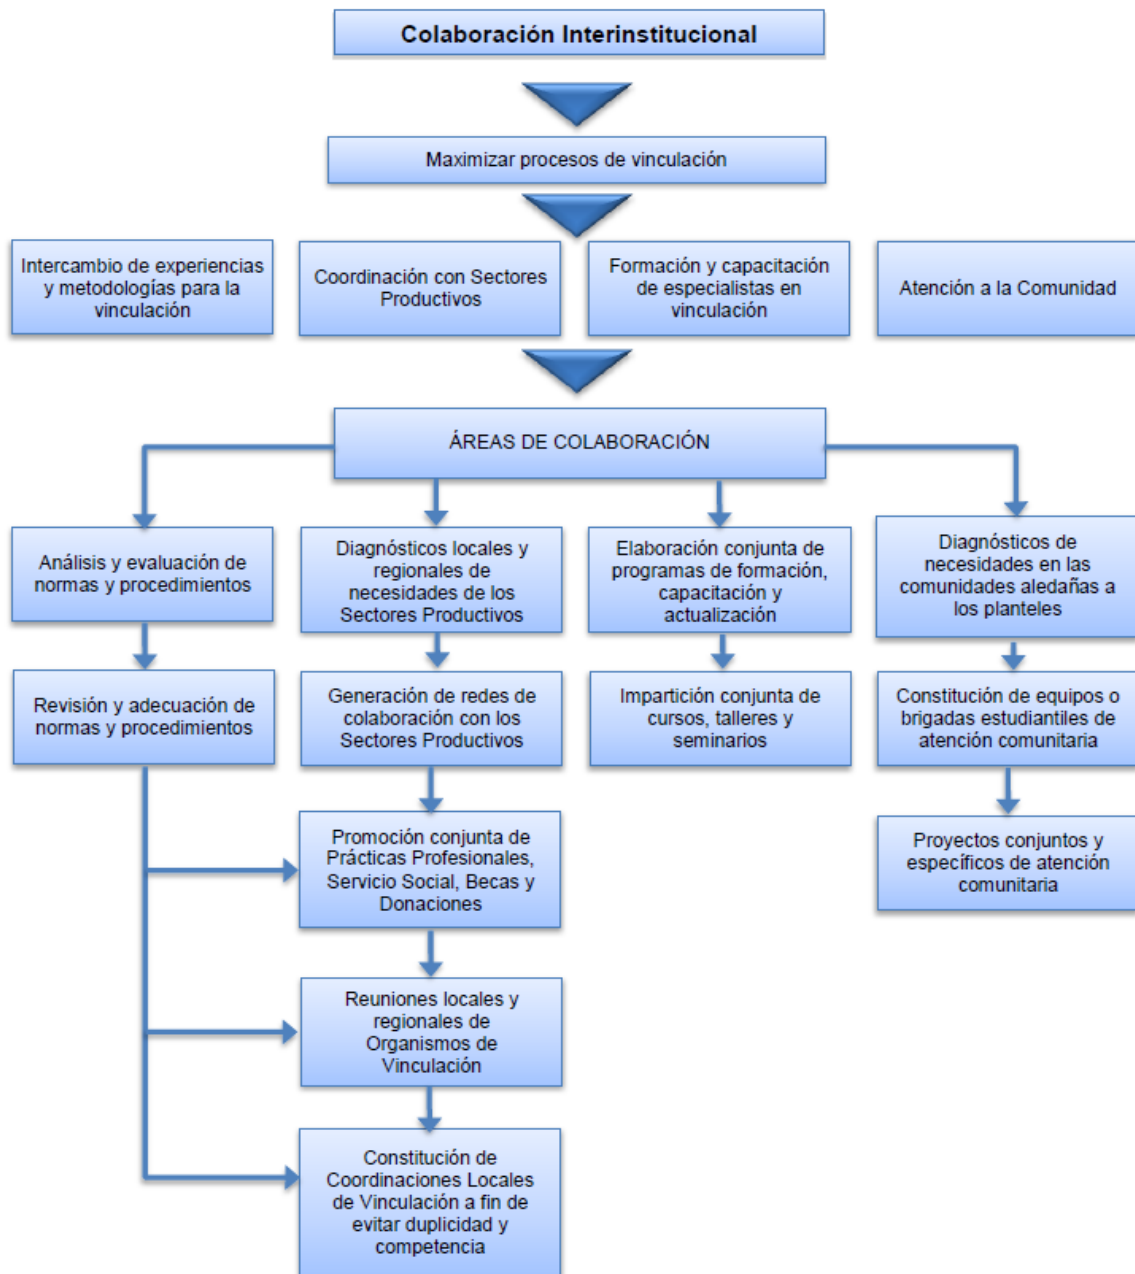 Colaboración Interinstitucional
Maximizar procesos de vinculación
Intercambio de experiencias
y metodologías para la
vinculación
Coordinación con Sectores
Productivos
Formación y capacitación
de especialistas en
vinculación
Atención a la Comunidad
ÁREAS DE COLABORACIÓN
Análisis y evaluación de
normas y procedimientos
Diagnósticos locales y
regionales de
necesidades de los
Sectores Productivos
Elaboración conjunta de
programas de formación,
capacitación y
actualización
Diagnósticos de
necesidades en las
comunidades aledañas a
los planteles
Revisión y adecuación de
normas y procedimientos
Generación de redes de
colaboración con los
Sectores Productivos
Impartición conjunta de
cursos, talleres y
seminarios
Constitución de equipos o
brigadas estudiantiles de
atención comunitaria
Promoción conjunta de
Prácticas Profesionales,
Servicio Social, Becas y
Donaciones
Proyectos conjuntos y
específicos de atención
comunitaria
Reuniones locales y
regionales de
Organismos de
Vinculación
Constitución de
Coordinaciones Locales
de Vinculación a fin de
evitar duplicidad y
competencia